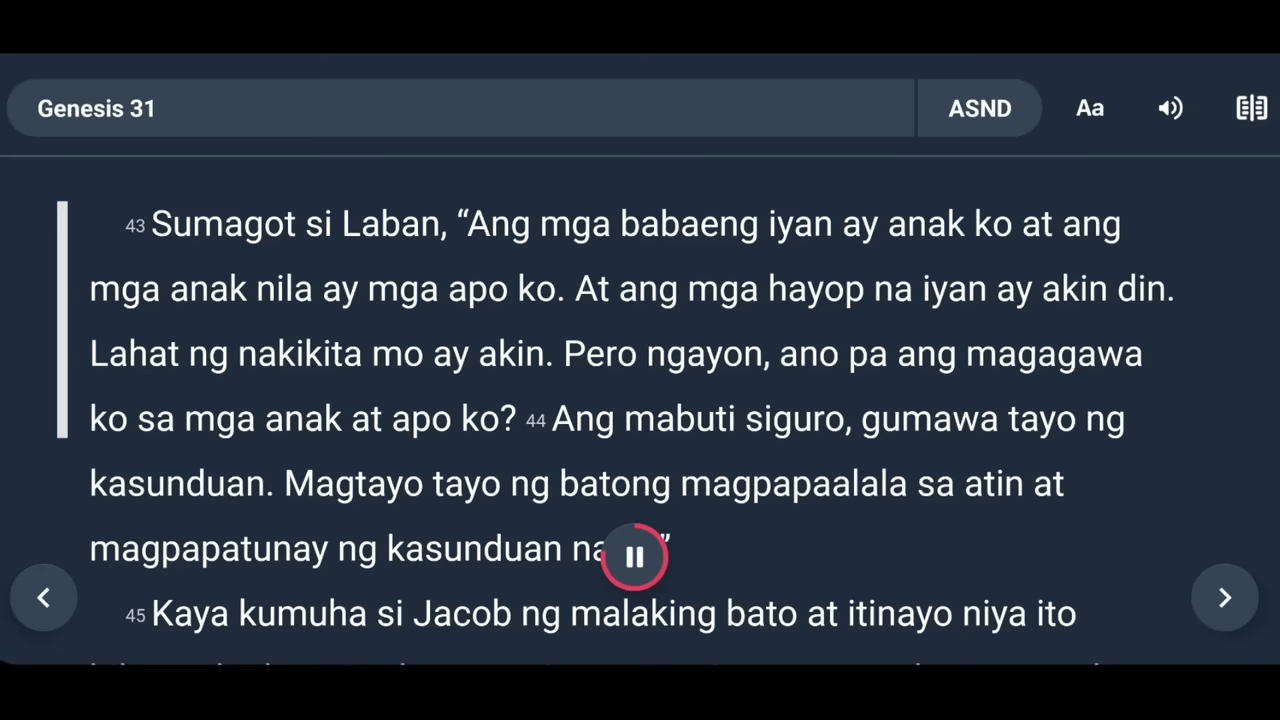 Genesis 31 ASND Aa
43 Sumagot si Laban, “Ang mga babaeng iyan ay anak ko at ang
mga anak nila ay mga apo ko. At ang mga hayop na iyan ay akin din.
Lahat ng nakikita mo ay akin. Pero ngayon, ano pa ang magagawa
ko sa mga anak at apo ko? 44 Ang mabuti siguro, gumawa tayo ng
kasunduan. Magtayo tayo ng batong magpapaalala sa atin at
magpapatunay ng kasunduan ”
45 Kaya kumuha si Jacob ng malaking bato at itinayo niya ito